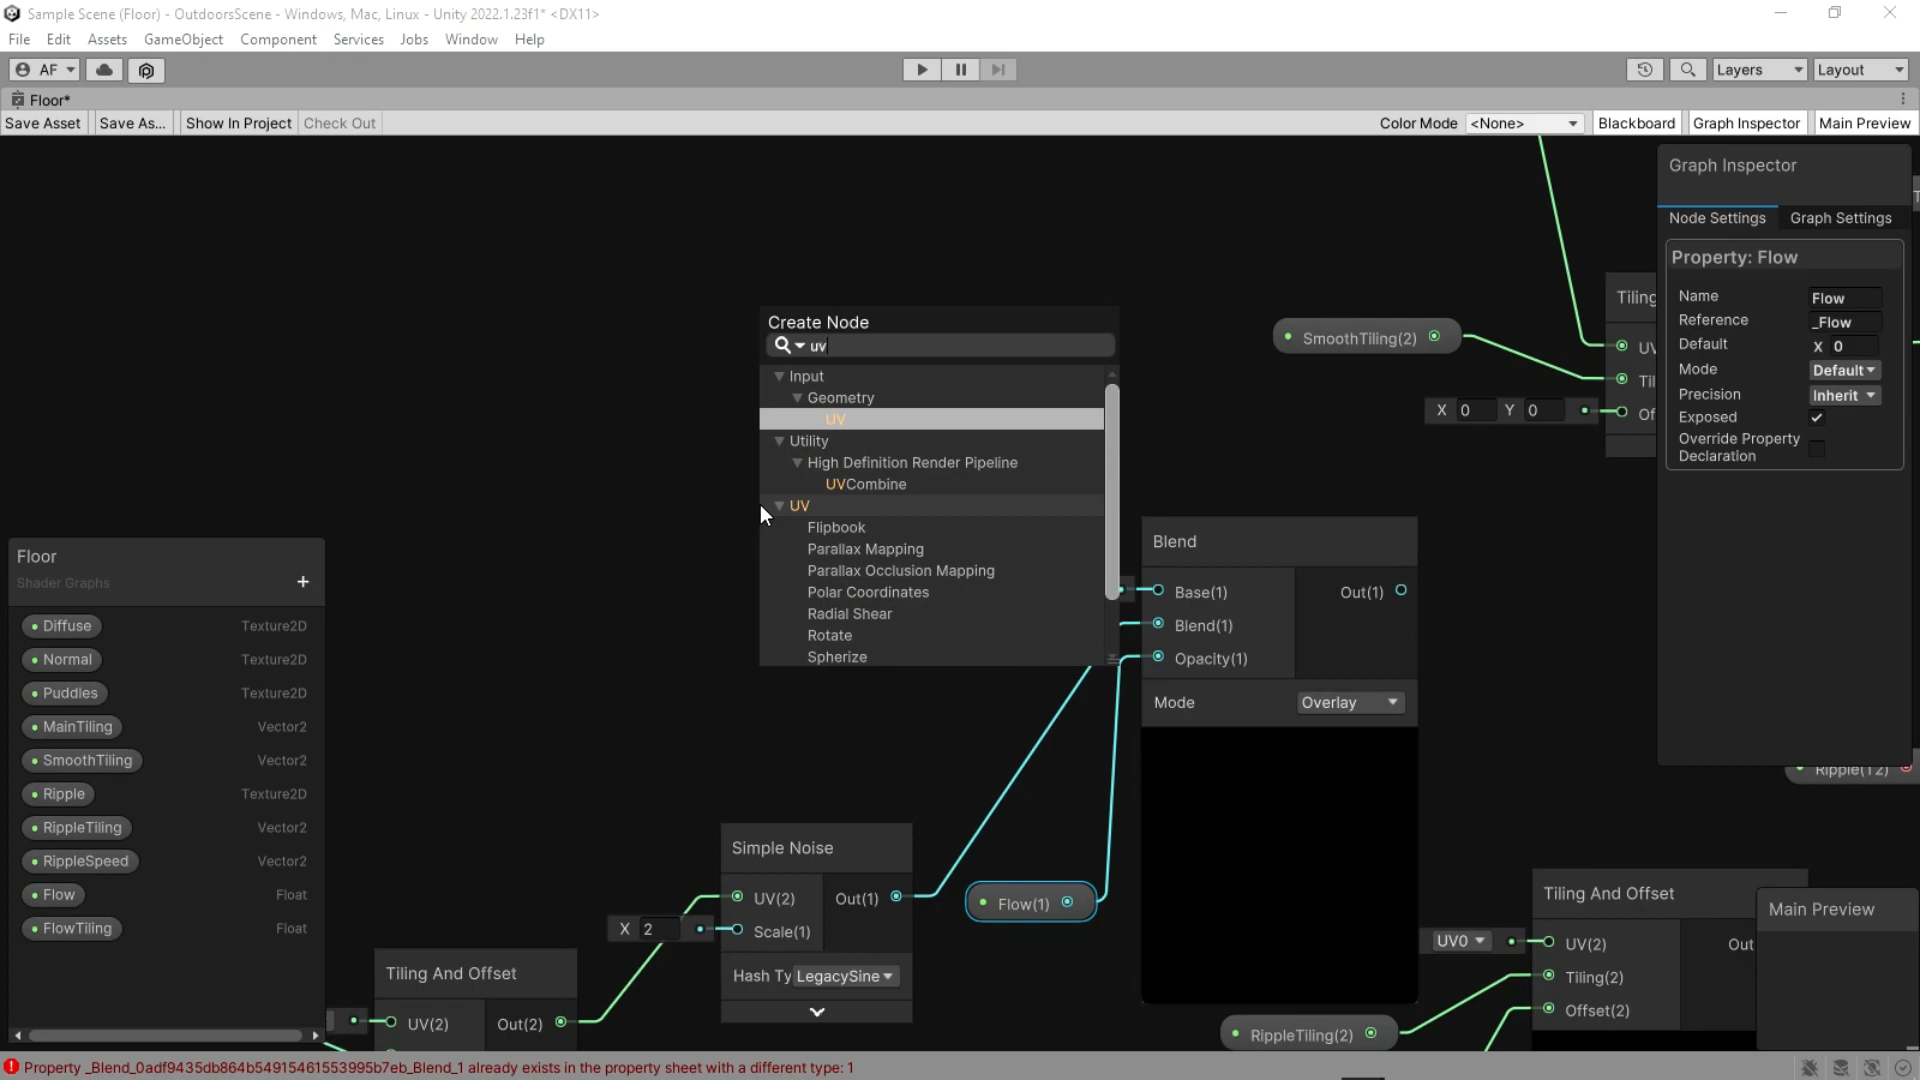 Sample Scene (Floor) - OutdoorsScene - Windows, Mac, Linux - Unity 2022.1.23f1* <DX11>
File Edit Assets GameObject Component Services Jobs Window Help
AF Layers Layout
Floor*
Save Asset Save As... Show In Project Check Out Color Mode <None> Blackboard Graph Inspector Main Preview
Graph Inspector
Node Settings Graph Settings
Property: Flow
Name Flow
Reference _Flow
Default X 0
Mode Default
Precision Inherit
Exposed
Override Property
Declaration
Create Node
uv
Input
Geometry
UV
Utility
High Definition Render Pipeline
UVCombine
UV
Flipbook
Parallax Mapping
Parallax Occlusion Mapping
Polar Coordinates
Radial Shear
Rotate
Spherize
SmoothTiling(2)
Tiling
UV
Til
X 0 Y 0 Of
Blend
Base(1) Out(1)
Blend(1)
Opacity(1)
Mode Overlay
Floor
Shader Graphs
Diffuse Texture2D
Normal Texture2D
Puddles Texture2D
MainTiling Vector2
SmoothTiling Vector2
Ripple Texture2D
RippleTiling Vector2
RippleSpeed Vector2
Flow Float
FlowTiling Float
Ripple(T2)
Simple Noise
UV(2) Out(1)
X 2 Scale(1)
Hash Ty LegacySine
Flow(1)
Tiling And Offset
UV(2) Out(2)
Tiling And Offset
UV0 UV(2) Out
Tiling(2)
Offset(2)
RippleTiling(2)
Main Preview
Property _Blend_0adf9435db864b54915461553995b7eb_Blend_1 already exists in the property sheet with a different type: 1